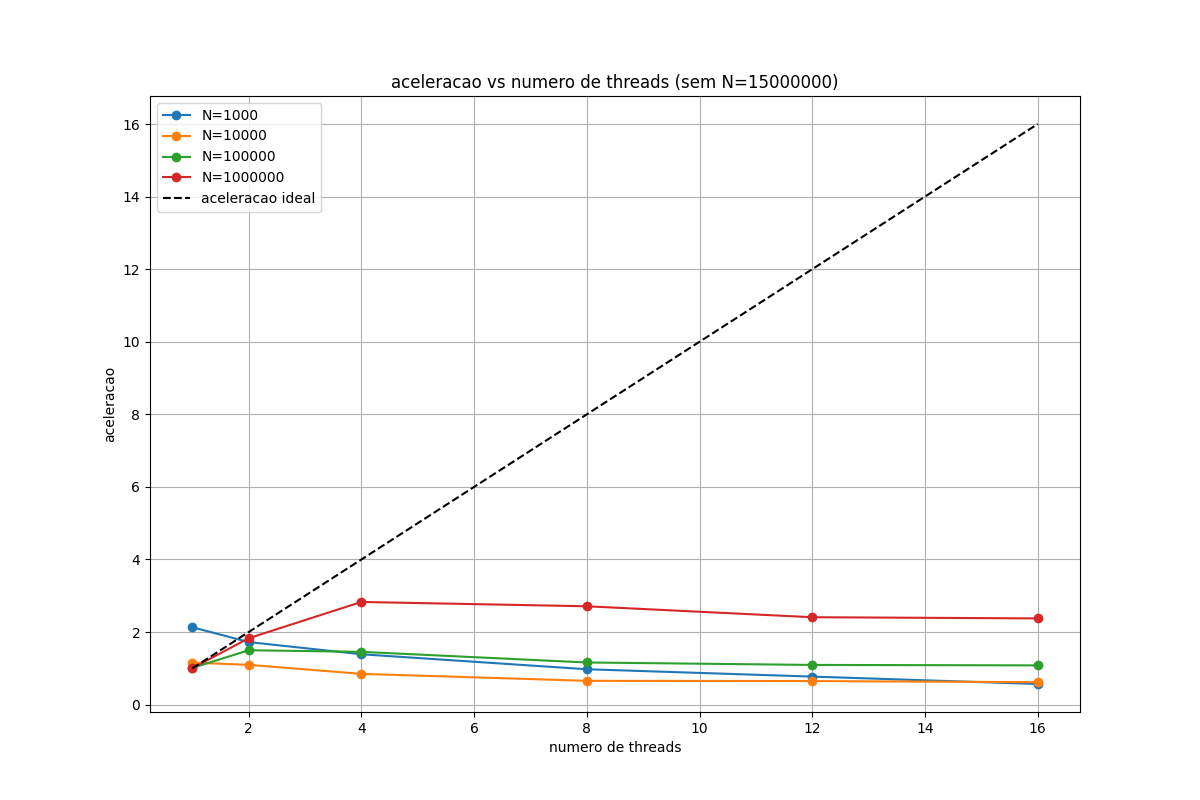 aceleracao vs numero de threads (sem N=15000000)
N=1000
N=10000
N=100000
N=1000000
aceleracao ideal
16
14
12
10
8
6
4
2
0
aceleracao
2 4 6 8 10 12 14 16
numero de threads